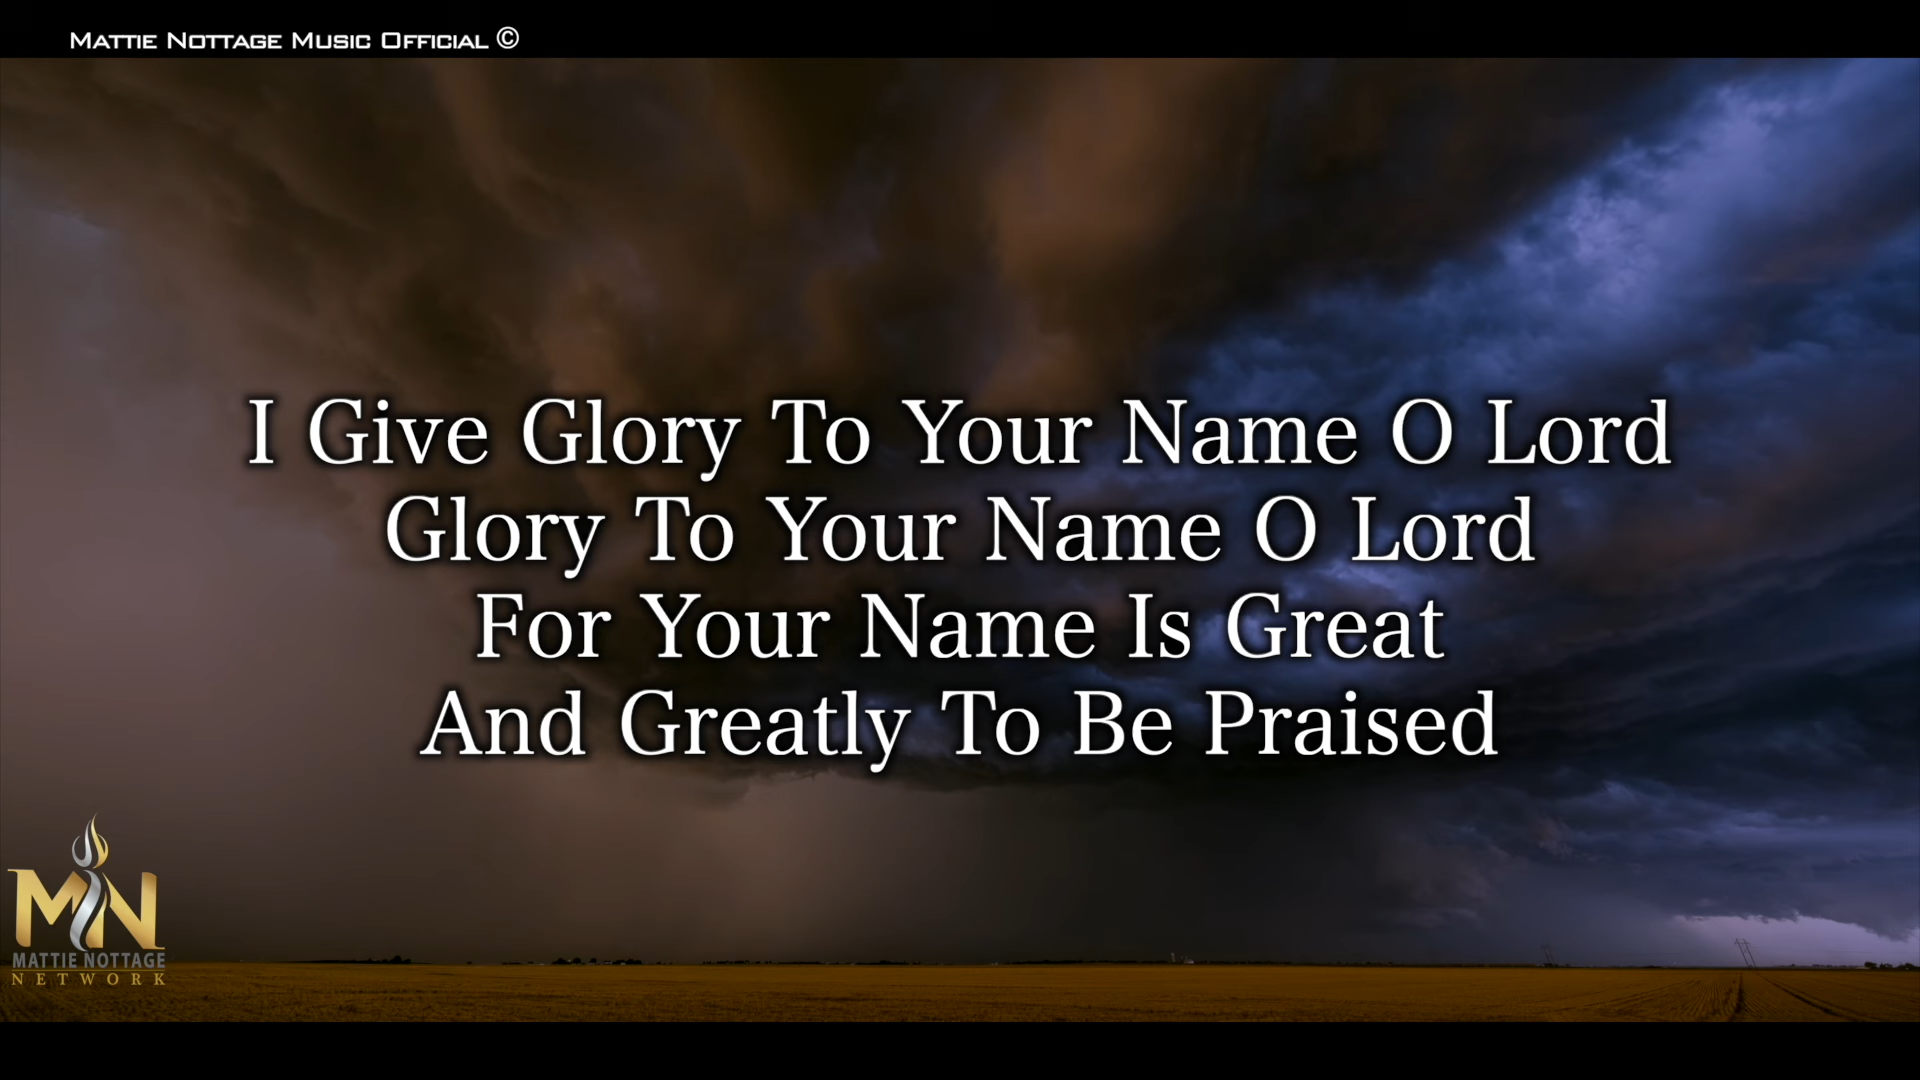 Mattie Nottage Music Official ©
I Give Glory To Your Name O Lord
Glory To Your Name O Lord
For Your Name Is Great
And Greatly To Be Praised
MN
MATTIE NOTTAGE
NETWORK